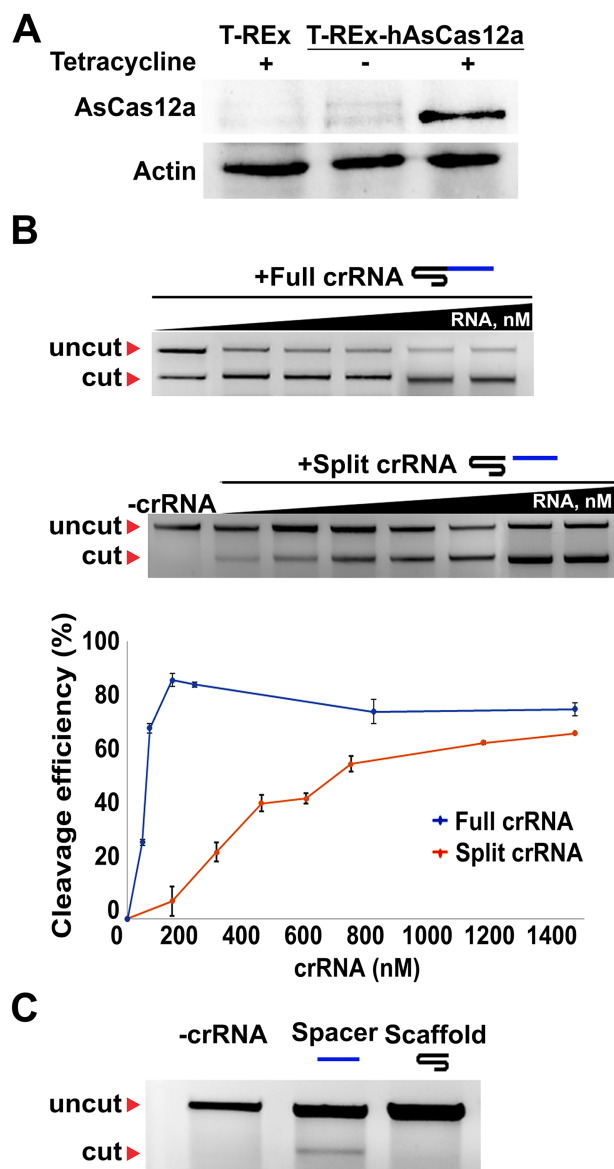 A
T-REx T-REx-hAsCas12a
Tetracycline + - +
AsCas12a
Actin
B
+Full crRNA
RNA, nM
uncut
cut
+Split crRNA
-crRNA
RNA, nM
uncut
cut
Cleavage efficiency (%)
100
80
60
40
20
0
Full crRNA
Split crRNA
0 200 400 600 800 1000 1200 1400
crRNA (nM)
C
-crRNA Spacer Scaffold
uncut
cut